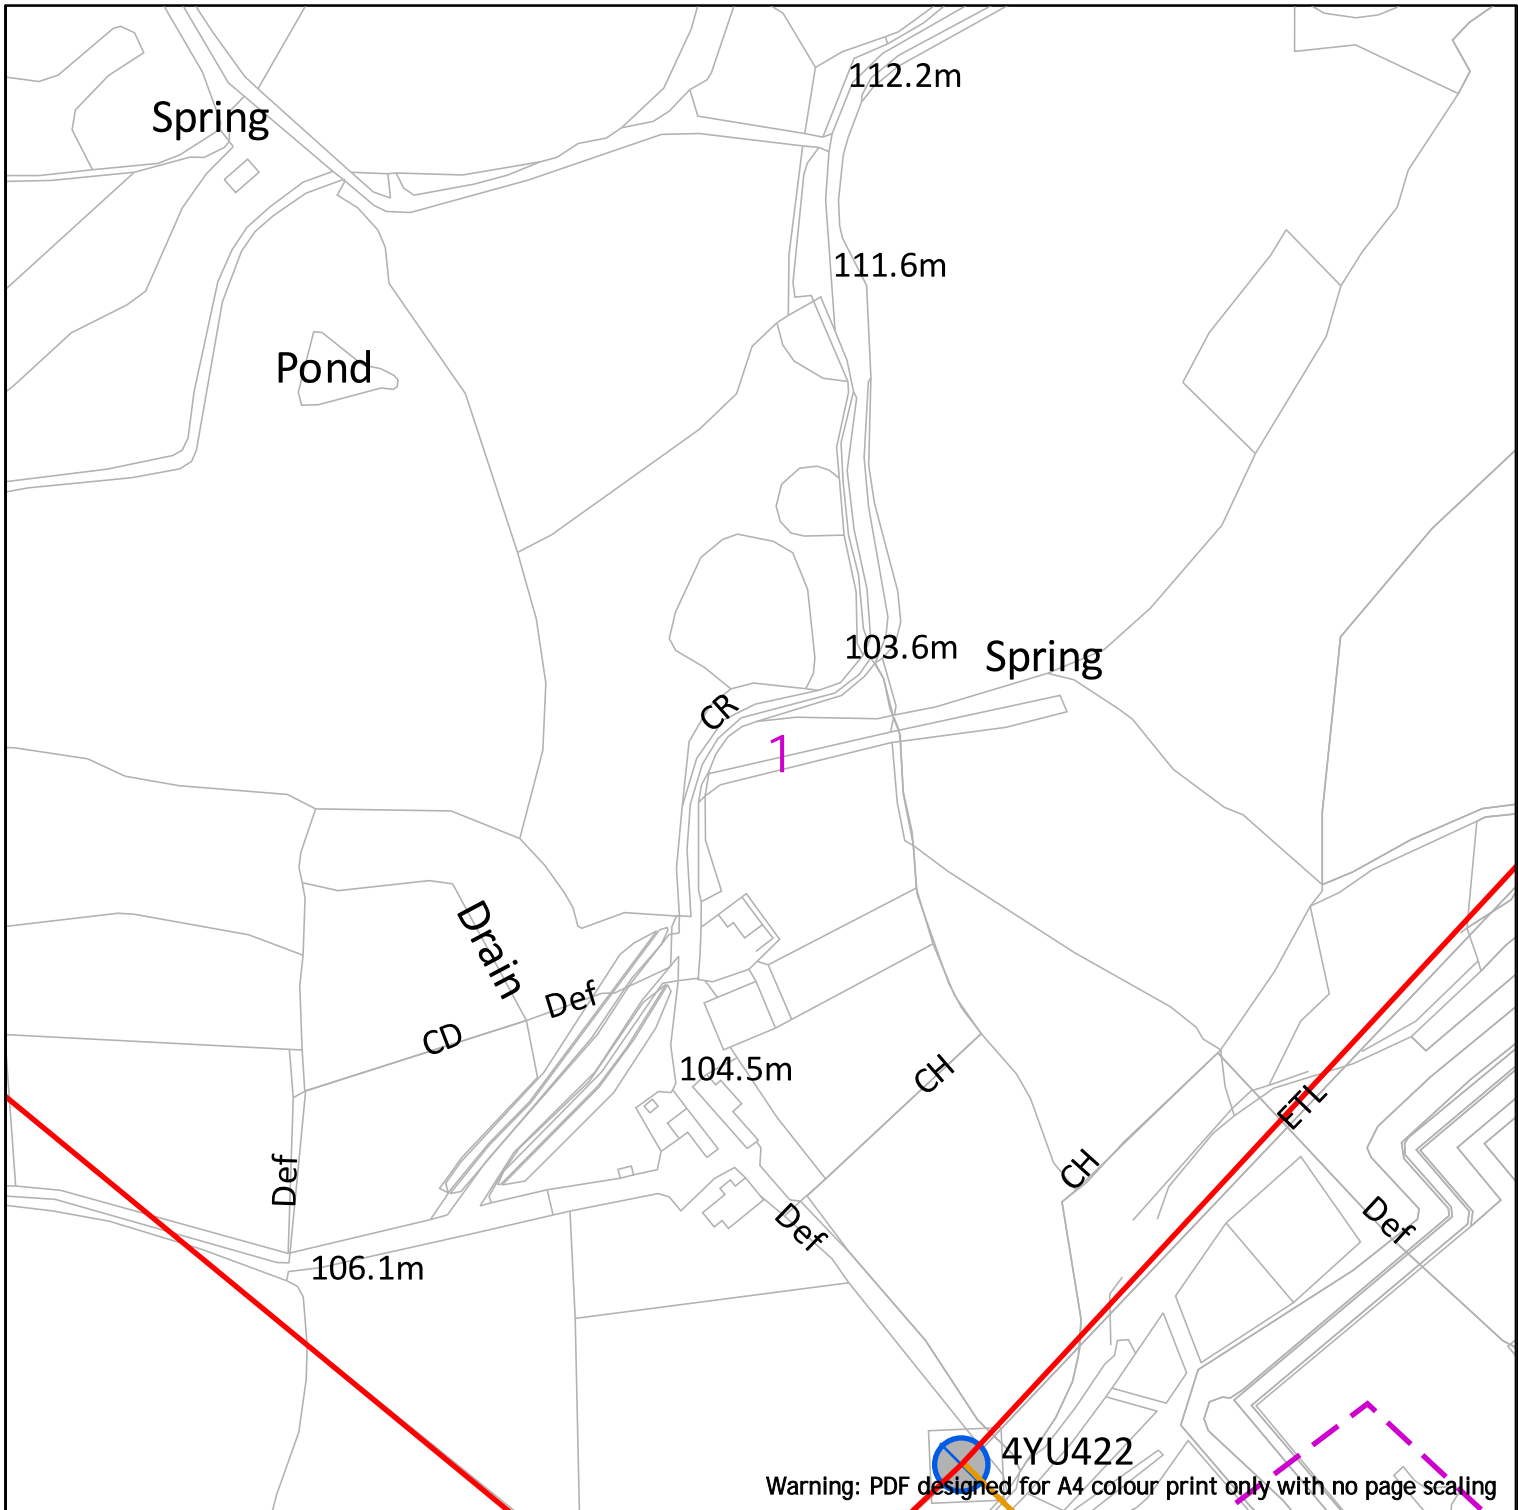 112.2m
Spring
111.6m
Pond
103.6m
Spring
CR
1
Drain
Def
CD
104.5m
CH
ETL
CH
Def
Def
Def
106.1m
4YU422
Warning: PDF designed for A4 colour print only with no page scaling